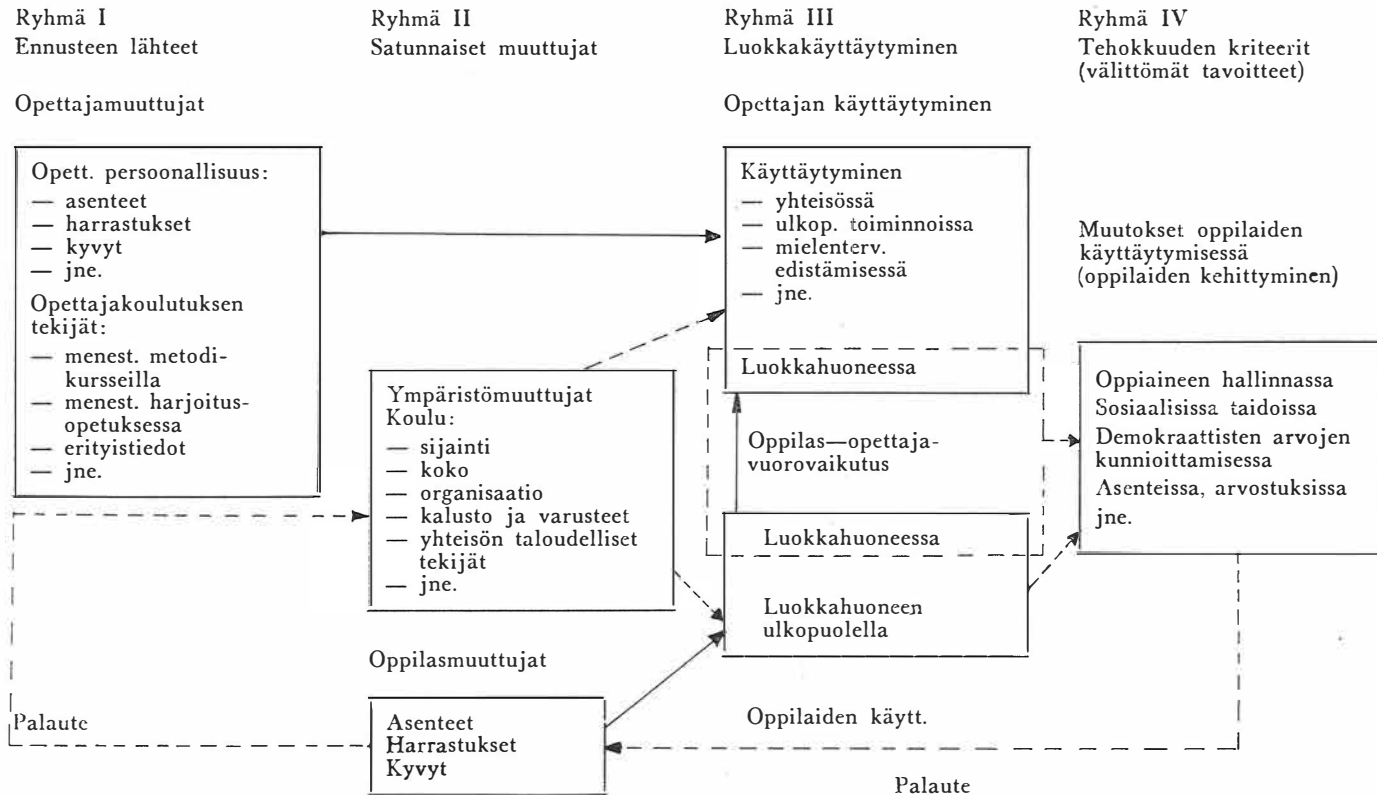 Ryhmä I
Ennusteen lähteet
Ryhmä II
Satunnaiset muuttujat
Ryhmä III
Luokkakäyttäytyminen
Ryhmä IV
Tehokkuuden kriteerit
(välittömät tavoitteet)
Opettajamuuttujat
Opett. persoonallisuus:
— asenteet
— harrastukset
— kyvyt
— jne.
Opettajakoulutuksen
tekijät:
— menest. metodi-
kursseilla
— menest. harjoitus-
opetuksessa
— erityistiedot
— jne.
Ympäristömuuttujat
Koulu:
— sijainti
— koko
— organisaatio
— kalusto ja varusteet
— yhteisön taloudelliset
tekijät
— jne.
Oppilasmuuttujat
Asenteet
Harrastukset
Kyvyt
Palaute
Opettajan käyttäytyminen
Käyttäytyminen
— yhteisössä
— ulkop. toiminnoissa
— mielenterv.
edistämisessä
— jne.
Luokkahuoneessa
Oppilas—opettaja-
vuorovaikutus
Luokkahuoneessa
Luokkahuoneen
ulkopuolella
Oppilaiden käytt.
Muutokset oppilaiden
käyttäytymisessä
(oppilaiden kehittyminen)
Oppiaineen hallinnassa
Sosiaalisissa taidoissa
Demokraattisten arvojen
kunnioittamisessa
Asenteissa, arvostuksissa
jne.
Palaute